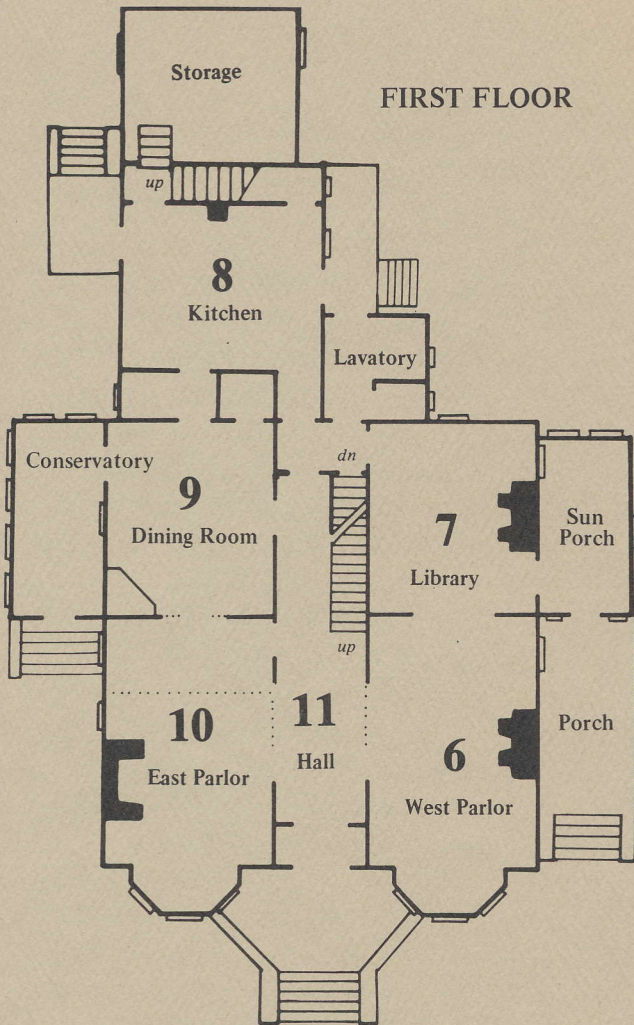 Storage
FIRST FLOOR
up
8
Kitchen
Lavatory
Conservatory
dn
9
Dining Room
7
Library
Sun
Porch
up
10
East Parlor
11
Hall
6
West Parlor
Porch